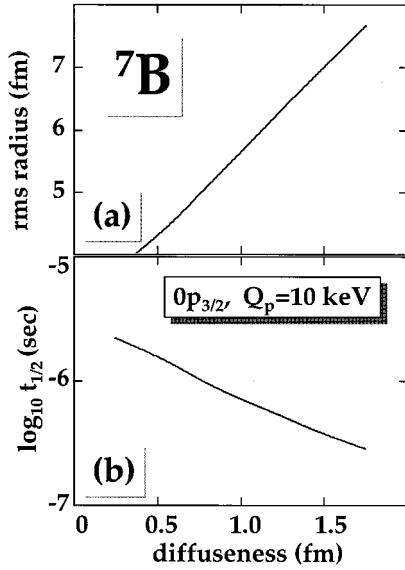 7
6
5
rms radius (fm)
⁷B
(a)
-5
-6
-7
log₁₀ t₁/₂ (sec)
0p₃/₂, Qₚ=10 keV
(b)
0 0.5 1.0 1.5
diffuseness (fm)